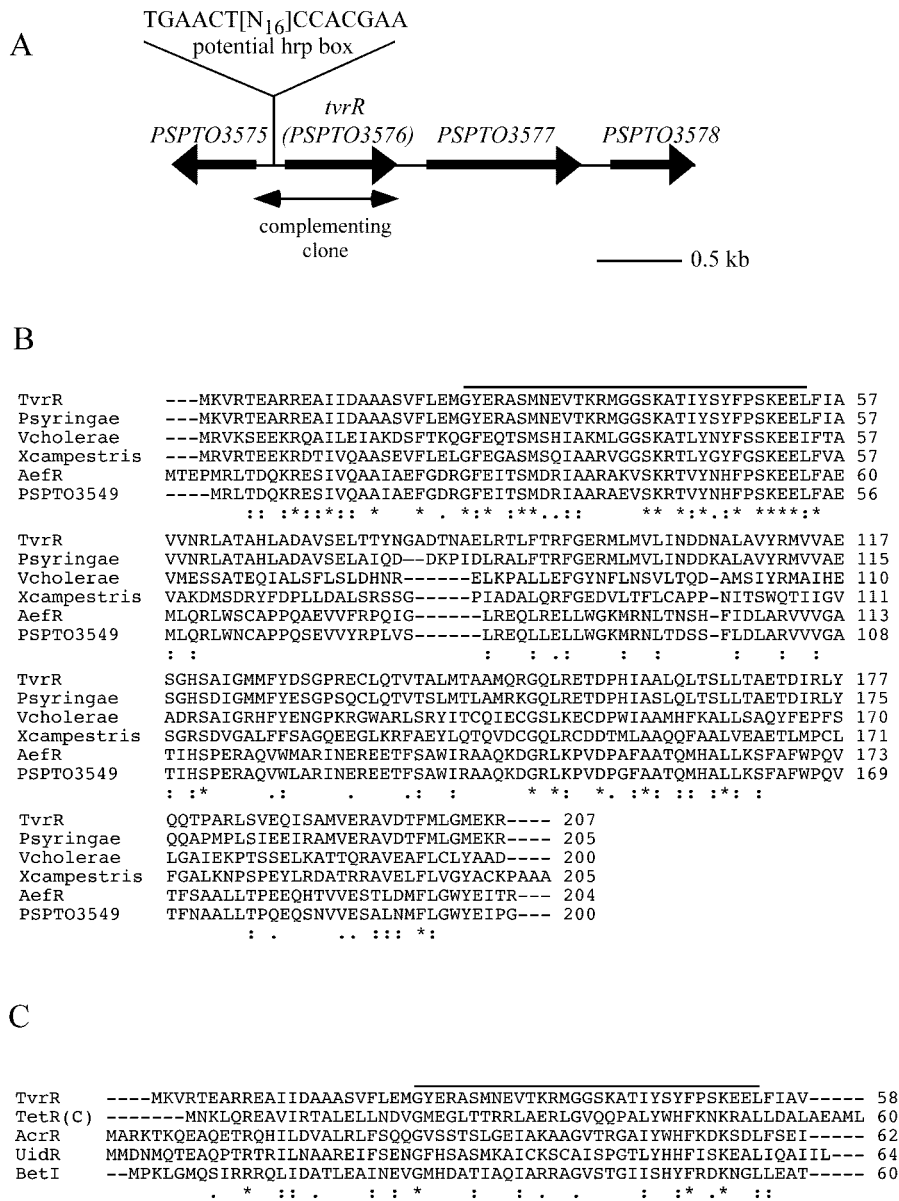 A
TGAACT[N16]CCACGAA
potential hrp box
tvrR
PSPTO3575 (PSPTO3576) PSPTO3577 PSPTO3578
complementing
clone
0.5 kb
B
TvrR ---MKVRTEARREAIIDAAASVFLEMGYERASMNEVTKRMGGSKATIYSYFPSKEELFIA 57
Psyringae ---MKVRTEARREAIIDAAASVFLEMGYERASMNEVTKRMGGSKATIYSYFPSKEELFIA 57
Vcholerae ---MRVKSEEKRQAILEIAKDSFTKQGFEQTSMSHIAKMLGGSKATLYNYFSSKEEIFTA 57
Xcampestris ---MRVRTEEKRDTIVQAASEVFLELGFEGASMSQIAARVGGSKRTLYGYFGSKEELFVA 57
AefR MTEPMRLTDQKRESIVQAAIAEFGDRGFEITSMDRIAARAKVSKRTVYNHFPSKEELFAE 60
PSPTO3549 ----MRLTDQKRESIVQAAIAEFGDRGFEITSMDRIAARAEVSKRTVYNHFPSKEELFAE 56
:: :*::*:: * * . * :**..:: ** *:*.:* ****:*
TvrR VVNRLATAHLADAVSELTTYNGADTNAELRTLFTRFGERMLMVLINDDNALAVYRMVVAE 117
Psyringae VVNRLATAHLADAVSELAIQD--DKPIDLRALFTRFGERMLMVLINDDKALAVYRMVVAE 115
Vcholerae VMESSATEQIALSFLSLDHNR------ELKPALLEFGYNFLNSVLTQD-AMSIYRMAIHE 110
Xcampestris VAKDMSDRYFDPLLDALSRSSG-----PIADALQRFGEDVLTFLCAPP-NITSWQTIIGV 111
AefR MLQRLWSCAPPQAEVVFRPQIG------LREQLRELLWGKMRNLTNSH-FIDLARVVVGA 113
PSPTO3549 MLQRLWNCAPPQSEVVYRPLVS------LREQLLELLWGKMRNLTDSS-FLDLARVVVGA 108
: : : .: : : :
TvrR SGHSAIGMMFYDSGPRECLQTVTALMTAAMQRGQLRETDPHIAALQLTSLLTAETDIRLY 177
Psyringae SGHSDIGMMFYESGPSQCLQTVTSLMTLAMRKGQLRETDPHIASLQLTSLLTAETDIRLY 175
Vcholerae ADRSAIGRHFYENGPKRGWARLSRYITCQIECGSLKECDPWIAAMHFKALLSAQYFEPFS 170
Xcampestris SGRSDVGALFFSAGQEEGLKRFAEYLQTQVDCGQLRCDDTMLAAQQFAALVEAETLMPCL 171
AefR TIHSPERAQVWMARINEREETFSAWIRAAQKDGRLKPVDPAFAATQMHALLKSFAFWPQV 173
PSPTO3549 TIHSPERAQVWLARINEREETFSAWIRAAQKDGRLKPVDPGFAATQMHALLKSFAFWPQV 169
: :* .: . .: : * *: *. :*: :: :*: :
TvrR QQTPARLSVEQISAMVERAVDTFMLGMEKR---- 207
Psyringae QQAPMPLSIEEIRAMVERAVDTFMLGMEKR---- 205
Vcholerae LGAIEKPTSSELKATTQRAVEAFLCLYAAD---- 200
Xcampestris FGALKNPSPEYLRDATRRAVELFLVGYACKPAAA 205
AefR TFSAALLTPEEQHTVVESTLDMFLGWYEITR--- 204
PSPTO3549 TFNAALLTPQEQSNVVESALNMFLGWYEIPG--- 200
: . .. ::: *:
C
TvrR ----MKVRTEARREAIIDAAASVFLEMGYERASMNEVTKRMGGSKATIYSYFPSKEELFIAV----- 58
TetR(C) -------MNKLQREAVIRTALELLNDVGMEGLTTRRLAERLGVQQPALYWHFKNKRALLDALAEAML 60
AcrR MARKTKQEAQETRQHILDVALRLFSQQGVSSTSLGEIAKAAGVTRGAIYWHFKDKSDLFSEI----- 62
UidR MMDNMQTEAQPTRTRILNAAREIFSENGFHSASMKAICKSCAISPGTLYHHFISKEALIQAIIL--- 64
BetI --MPKLGMQSIRRRQLIDATLEAINEVGMHDATIAQIARRAGVSTGIISHYFRDKNGLLEAT----- 60
. * :: . : : * : : . : :* .* ::